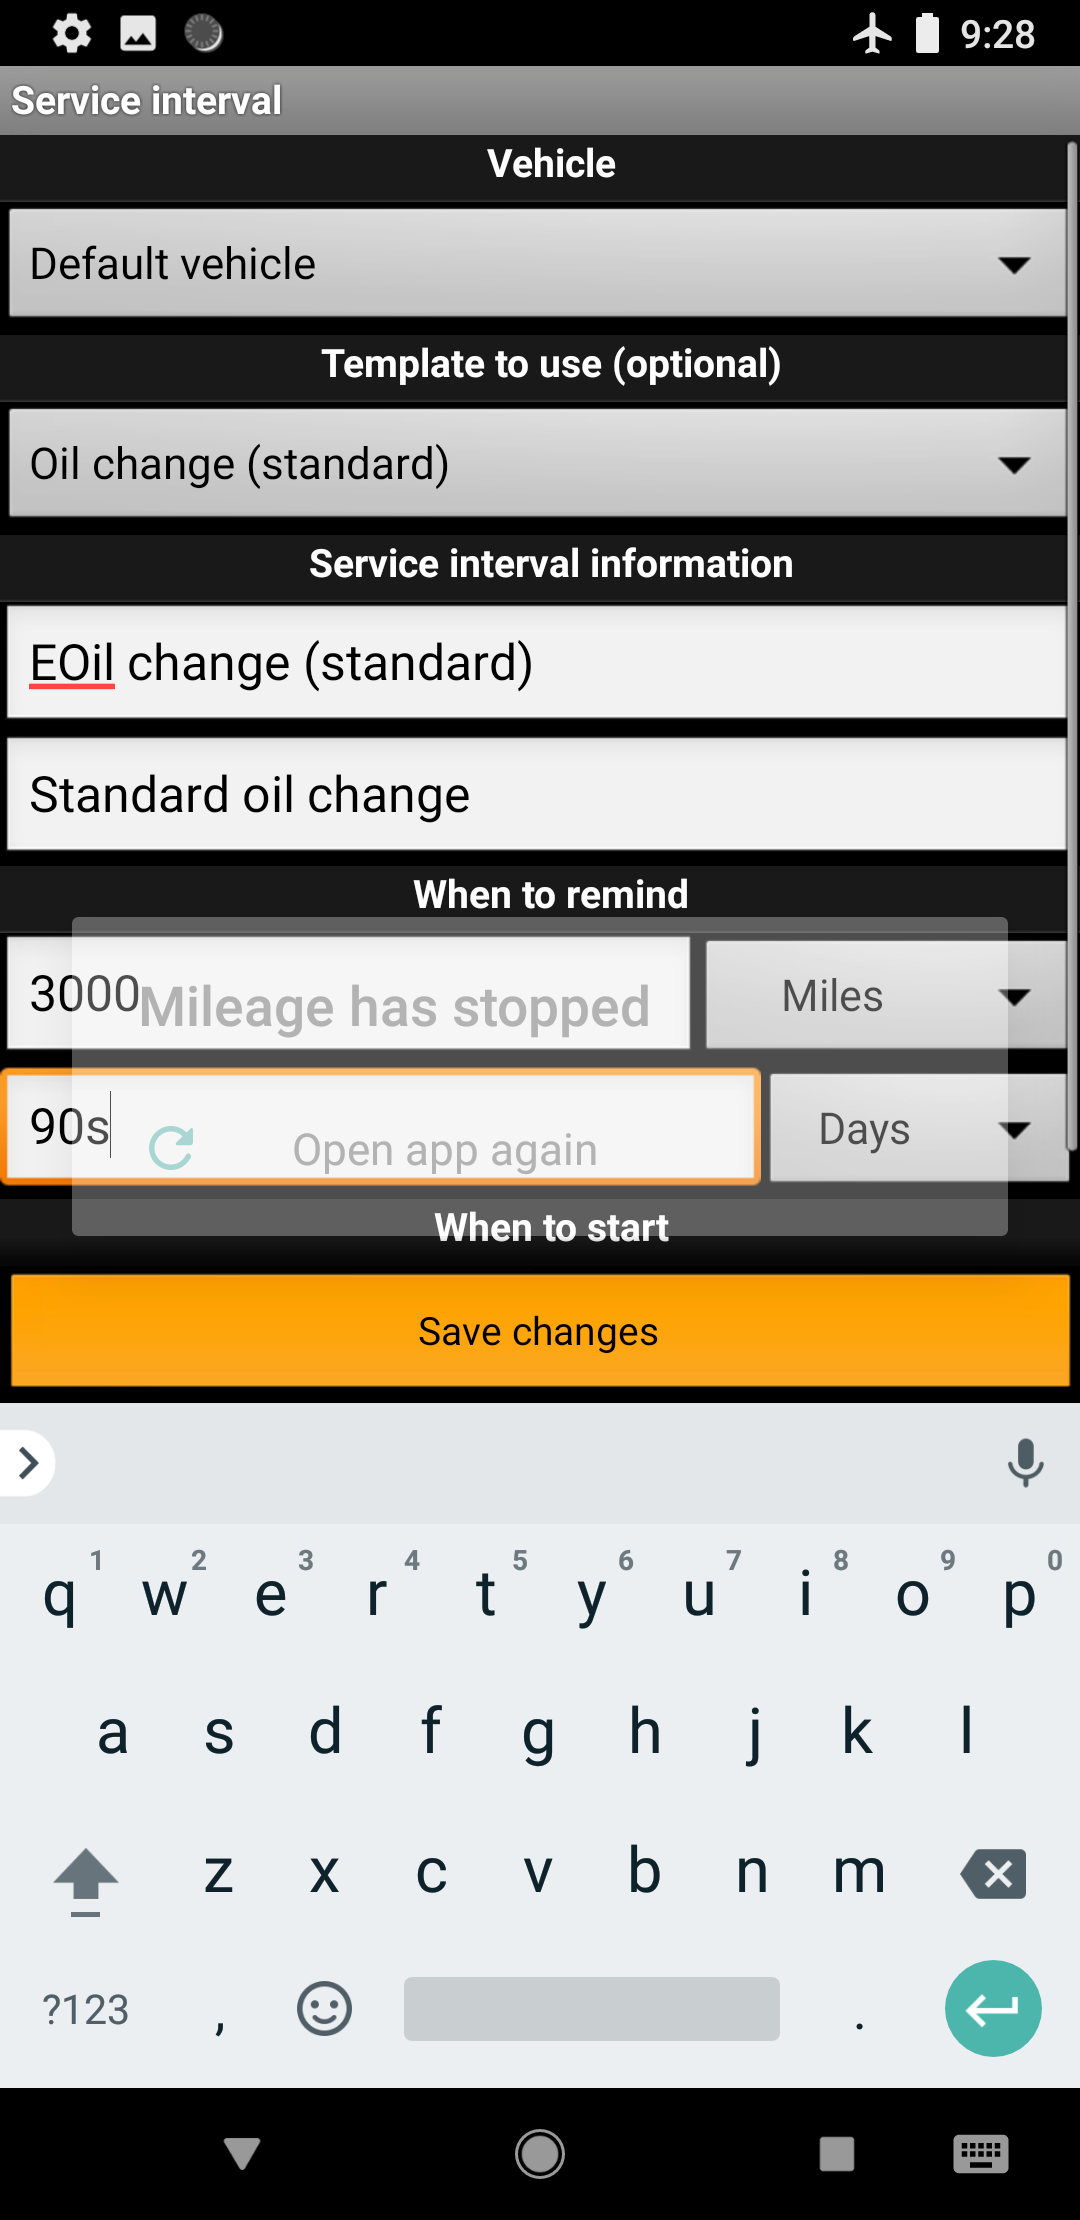 9:28
Service interval
Vehicle
Default vehicle
Template to use (optional)
Oil change (standard)
Service interval information
EOil change (standard)
Standard oil change
When to remind
3000
Miles
Mileage has stopped
90s
Days
Open app again
When to start
Save changes
1 2 3 4 5 6 7 8 9 0
q w e r t y u i o p
a s d f g h j k l
z x c v b n m
?123 , .